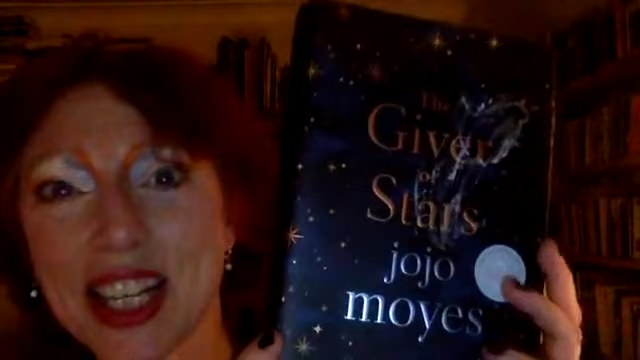 The
Giver
of
Stars
jojo
moyes